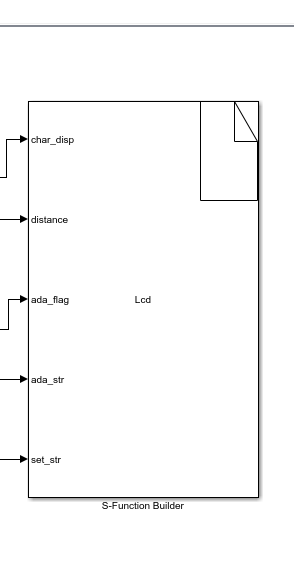 char_disp
distance
ada_flag
Lcd
ada_str
set_str
S-Function Builder